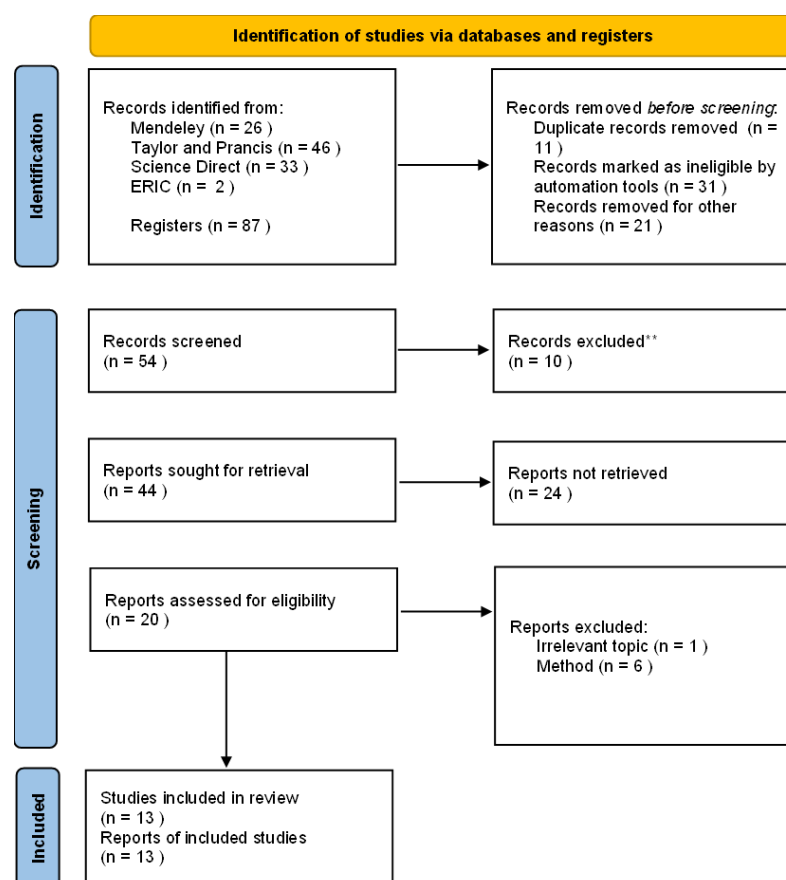 Identification of studies via databases and registers
Identification
Records identified from:
Mendeley (n = 26 )
Taylor and Prancis (n = 46 )
Science Direct (n = 33 )
ERIC (n = 2 )
Registers (n = 87 )
Records removed before screening:
Duplicate records removed (n =
11 )
Records marked as ineligible by
automation tools (n = 31 )
Records removed for other
reasons (n = 21 )
Screening
Records screened
(n = 54 )
Records excluded**
(n = 10 )
Reports sought for retrieval
(n = 44 )
Reports not retrieved
(n = 24 )
Reports assessed for eligibility
(n = 20 )
Reports excluded:
Irrelevant topic (n = 1 )
Method (n = 6 )
Included
Studies included in review
(n = 13 )
Reports of included studies
(n = 13 )